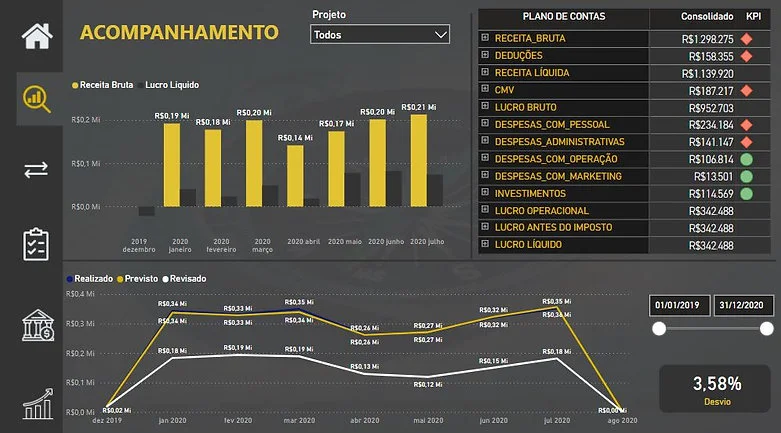 ACOMPANHAMENTO
Projeto
Todos
Receita Bruta Lucro Liquido
R$0,2 Mi
R$0,1 Mi
R$0,0 Mi
R$0,19 Mi
R$0,18 Mi
R$0,20 Mi
R$0,14 Mi
R$0,17 Mi
R$0,20 Mi
R$0,21 Mi
2019 dezembro
2020 janeiro
2020 fevereiro
2020 março
2020 abril
2020 maio
2020 junho
2020 julho
PLANO DE CONTAS Consolidado KPI
RECEITA_BRUTA R$1.298.275
DEDUÇÕES R$158.355
RECEITA LÍQUIDA R$1.139.920
CMV R$187.217
LUCRO BRUTO R$952.703
DESPESAS_COM_PESSOAL R$234.184
DESPESAS_ADMINISTRATIVAS R$141.147
DESPESAS_COM_OPERAÇÃO R$106.814
DESPESAS_COM_MARKETING R$13.501
INVESTIMENTOS R$114.569
LUCRO OPERACIONAL R$342.488
LUCRO ANTES DO IMPOSTO R$342.488
LUCRO LÍQUIDO R$342.488
Realizado Previsto Revisado
R$0,4 Mi
R$0,3 Mi
R$0,2 Mi
R$0,1 Mi
R$0,0 Mi
R$0,02 Mi
R$0,34 Mi
R$0,34 Mi
R$0,18 Mi
R$0,33 Mi
R$0,33 Mi
R$0,19 Mi
R$0,35 Mi
R$0,34 Mi
R$0,19 Mi
R$0,26 Mi
R$0,26 Mi
R$0,13 Mi
R$0,27 Mi
R$0,27 Mi
R$0,12 Mi
R$0,32 Mi
R$0,32 Mi
R$0,15 Mi
R$0,35 Mi
R$0,36 Mi
R$0,18 Mi
dez 2019 jan 2020 fev 2020 mar 2020 abr 2020 mai 2020 jun 2020 jul 2020 ago 2020
01/01/2019 31/12/2020
3,58%
Desvio